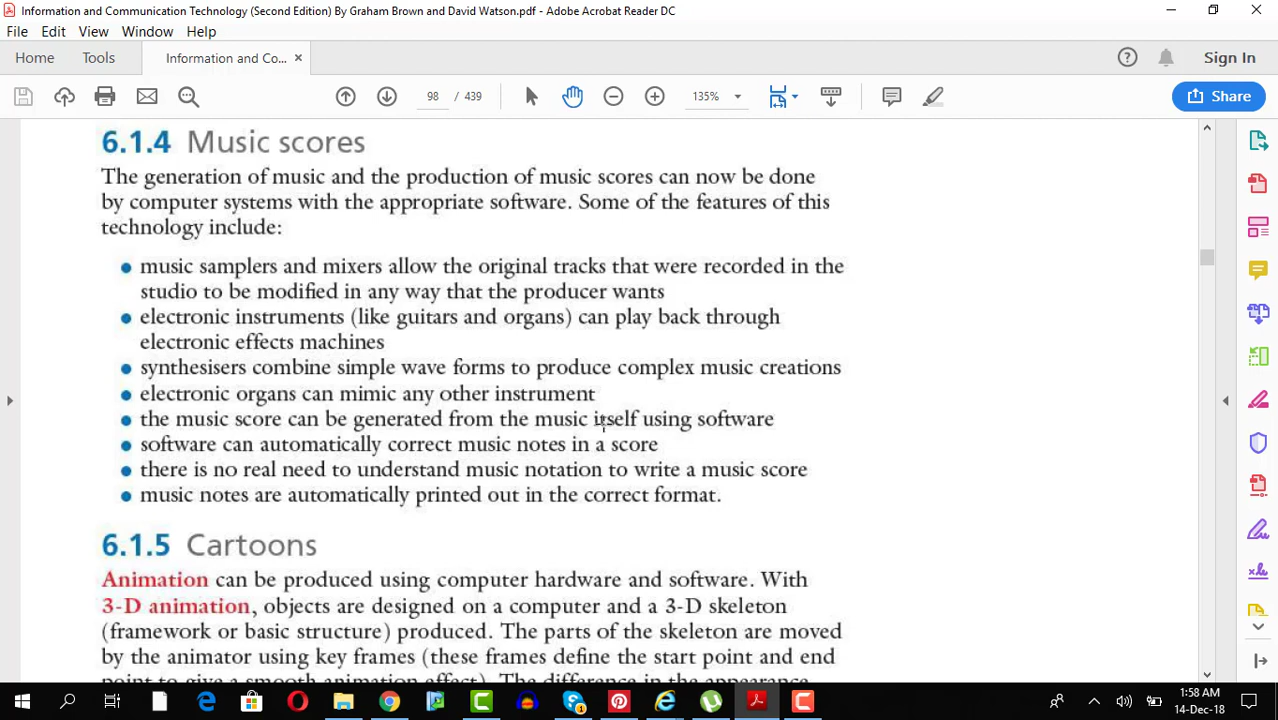 Information and Communication Technology (Second Edition) By Graham Brown and David Watson.pdf - Adobe Acrobat Reader DC
File Edit View Window Help
Home Tools Information and Co... × Sign In
98 / 439 135% Share
6.1.4 Music scores
The generation of music and the production of music scores can now be done
by computer systems with the appropriate software. Some of the features of this
technology include:
• music samplers and mixers allow the original tracks that were recorded in the
studio to be modified in any way that the producer wants
• electronic instruments (like guitars and organs) can play back through
electronic effects machines
• synthesisers combine simple wave forms to produce complex music creations
• electronic organs can mimic any other instrument
• the music score can be generated from the music itself using software
• software can automatically correct music notes in a score
• there is no real need to understand music notation to write a music score
• music notes are automatically printed out in the correct format.
6.1.5 Cartoons
Animation can be produced using computer hardware and software. With
3-D animation, objects are designed on a computer and a 3-D skeleton
(framework or basic structure) produced. The parts of the skeleton are moved
by the animator using key frames (these frames define the start point and end
point to give a smooth animation effect). The difference in the appearance
1:58 AM
14-Dec-18